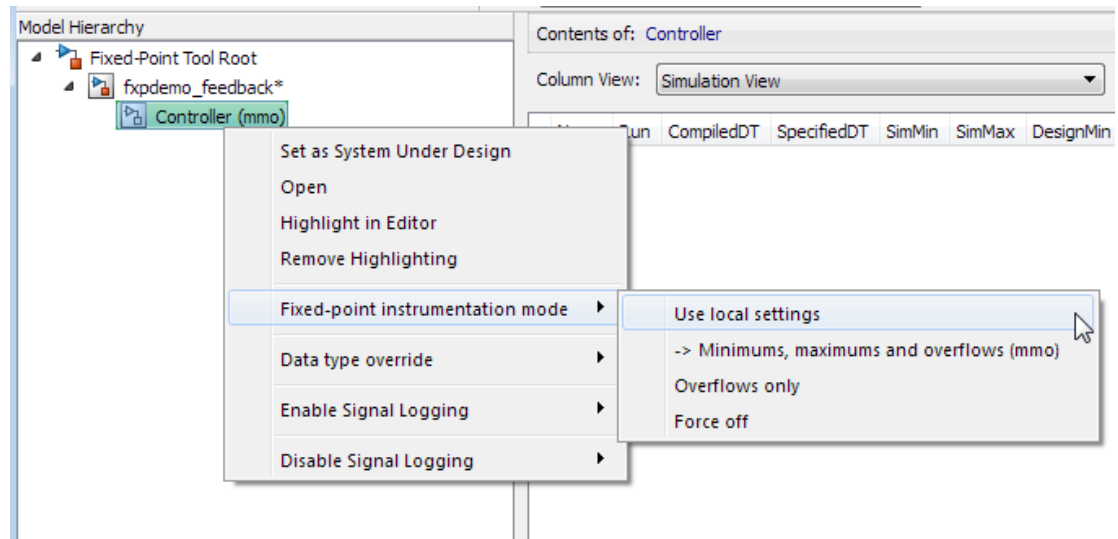 Model Hierarchy
Fixed-Point Tool Root
fxpdemo_feedback*
Controller (mmo)
Contents of: Controller
Column View: Simulation View
Run CompiledDT SpecifiedDT SimMin SimMax DesignMin
Set as System Under Design
Open
Highlight in Editor
Remove Highlighting
Fixed-point instrumentation mode
Data type override
Enable Signal Logging
Disable Signal Logging
Use local settings
-> Minimums, maximums and overflows (mmo)
Overflows only
Force off